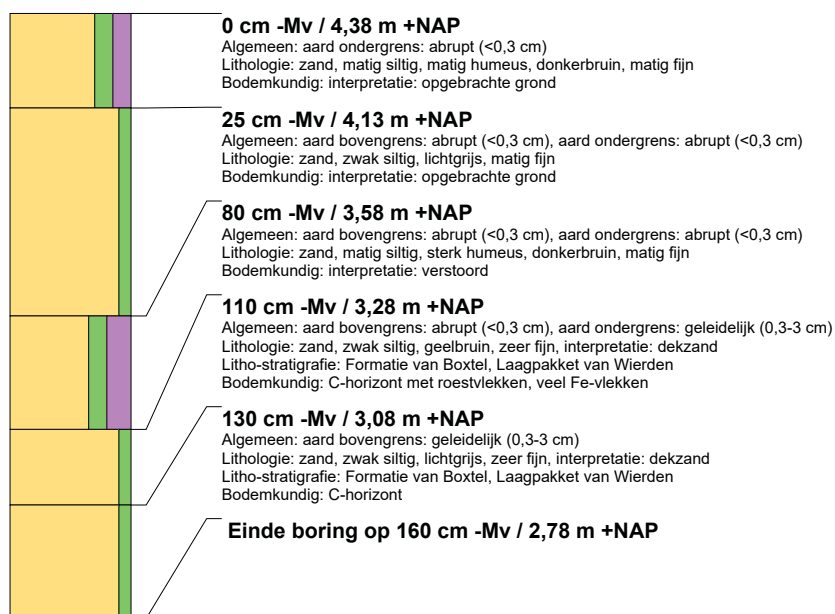 0 cm -Mv / 4,38 m +NAP
Algemeen: aard ondergrens: abrupt (<0,3 cm)
Lithologie: zand, matig siltig, matig humeus, donkerbruin, matig fijn
Bodemkundig: interpretatie: opgebrachte grond
25 cm -Mv / 4,13 m +NAP
Algemeen: aard bovengrens: abrupt (<0,3 cm), aard ondergrens: abrupt (<0,3 cm)
Lithologie: zand, zwak siltig, lichtgrijs, matig fijn
Bodemkundig: interpretatie: opgebrachte grond
80 cm -Mv / 3,58 m +NAP
Algemeen: aard bovengrens: abrupt (<0,3 cm), aard ondergrens: abrupt (<0,3 cm)
Lithologie: zand, matig siltig, sterk humeus, donkerbruin, matig fijn
Bodemkundig: interpretatie: verstoord
110 cm -Mv / 3,28 m +NAP
Algemeen: aard bovengrens: abrupt (<0,3 cm), aard ondergrens: geleidelijk (0,3-3 cm)
Lithologie: zand, zwak siltig, geelbruin, zeer fijn, interpretatie: dekzand
Litho-stratigrafie: Formatie van Boxtel, Laagpakket van Wierden
Bodemkundig: C-horizont met roestvlekken, veel Fe-vlekken
130 cm -Mv / 3,08 m +NAP
Algemeen: aard bovengrens: geleidelijk (0,3-3 cm)
Lithologie: zand, zwak siltig, lichtgrijs, zeer fijn, interpretatie: dekzand
Litho-stratigrafie: Formatie van Boxtel, Laagpakket van Wierden
Bodemkundig: C-horizont
Einde boring op 160 cm -Mv / 2,78 m +NAP